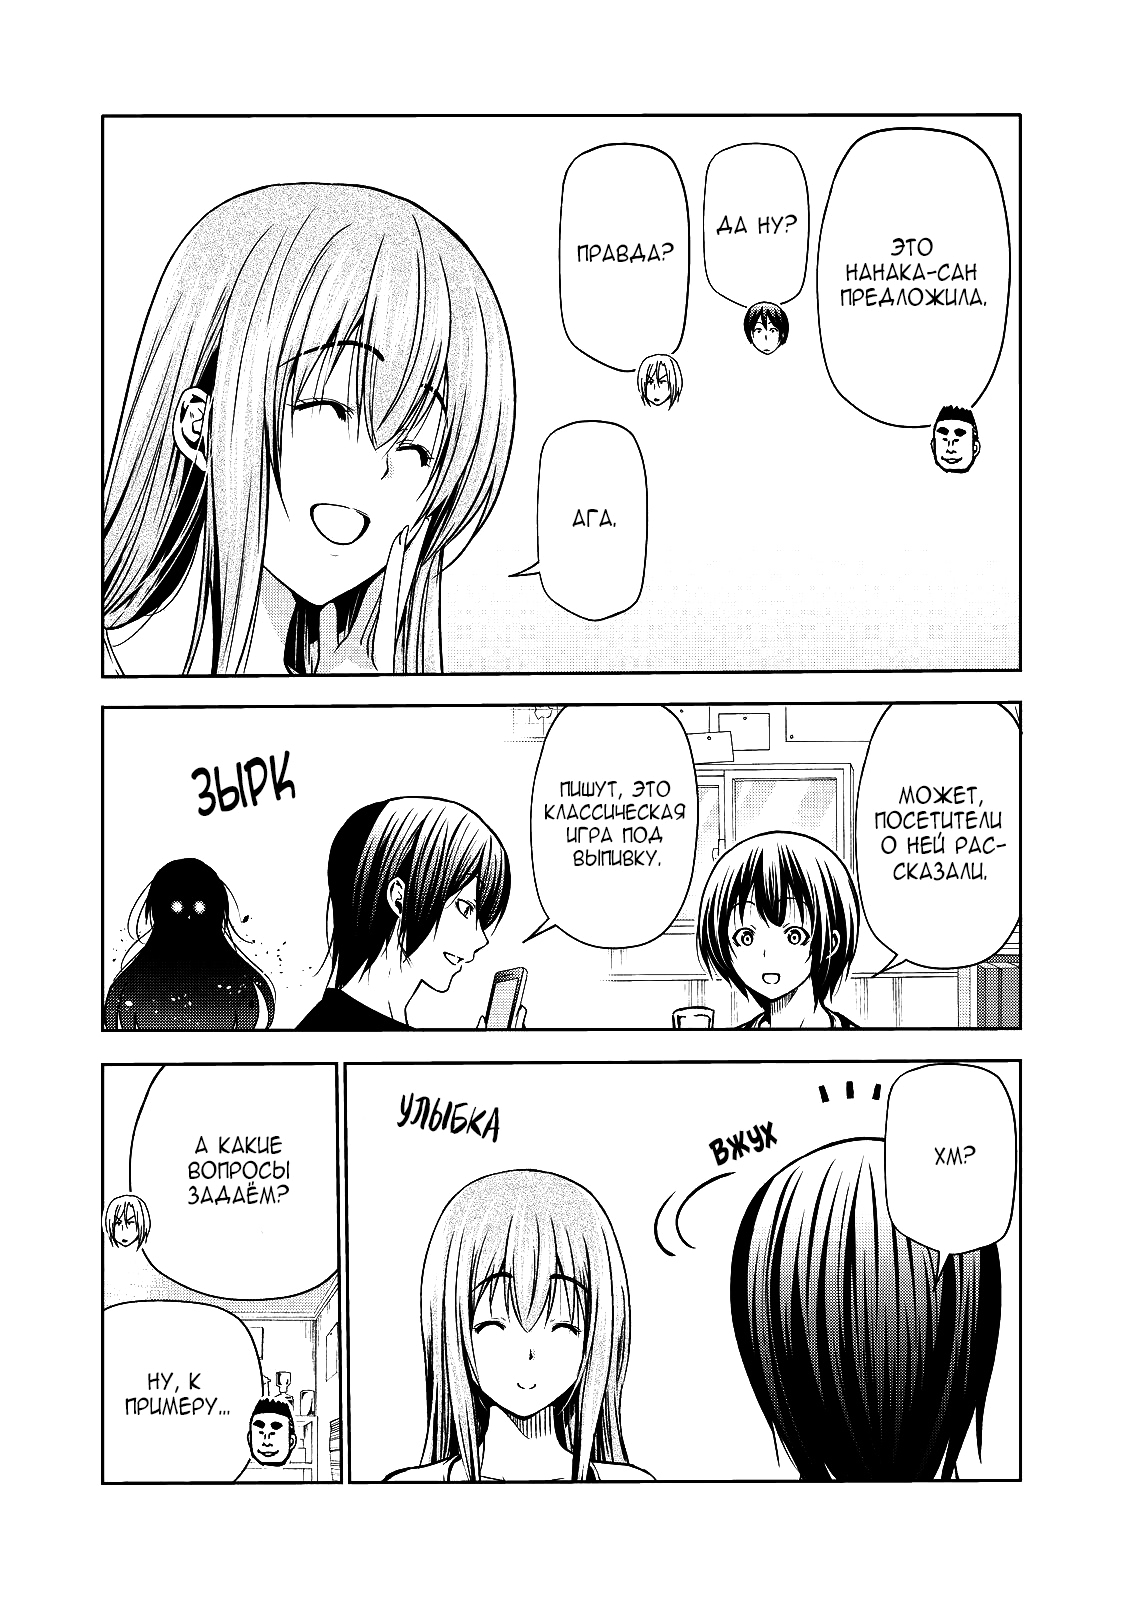 ЭТО
НАНАКА-САН
ПРЕДЛОЖИЛА.
ДА НУ?
ПРАВДА?
АГА.
МОЖЕТ,
ПОСЕТИТЕЛИ
О НЕЙ РАС-
СКАЗАЛИ.
ПИШУТ, ЭТО
КЛАССИЧЕСКАЯ
ИГРА ПОД
ВЫПИВКУ.
ЗЫРК
ХМ?
ВЖУХ
УЛЫБКА
А КАКИЕ
ВОПРОСЫ
ЗАДАЁМ?
НУ, К
ПРИМЕРУ...